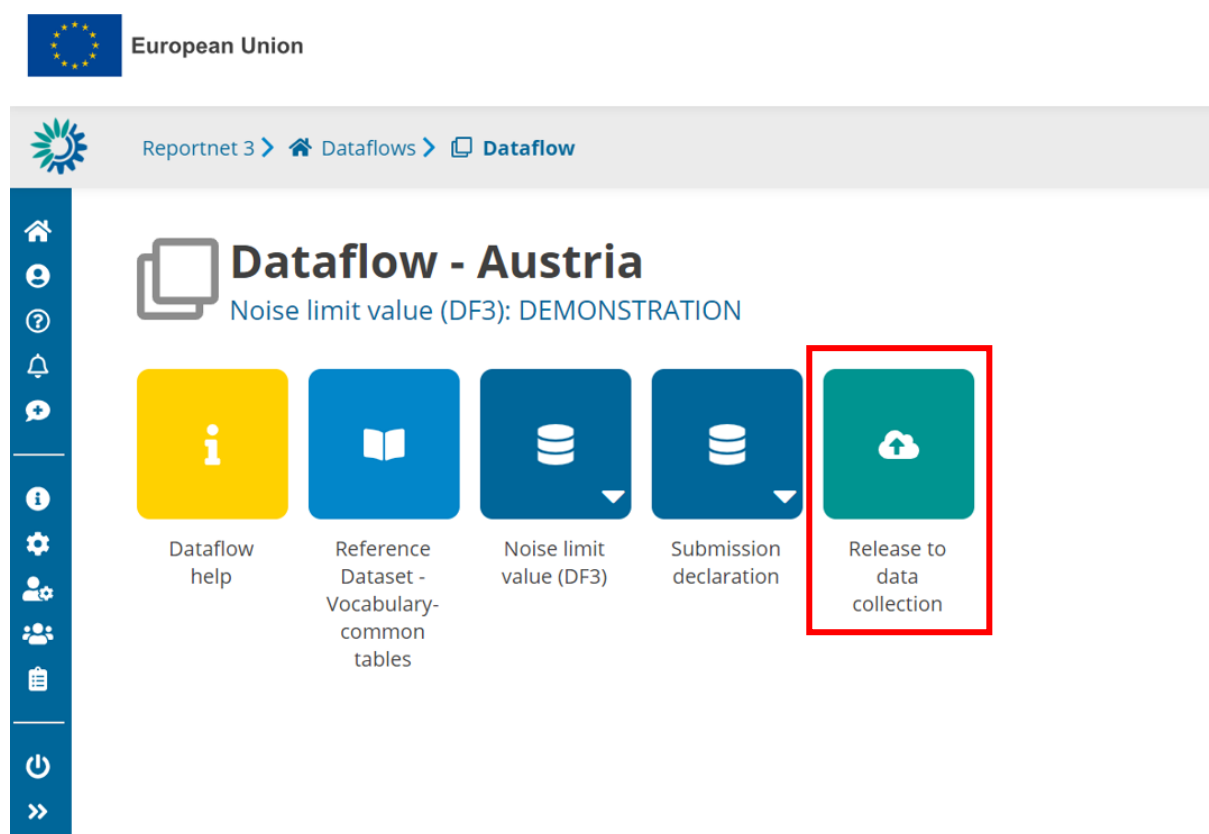 European Union
Reportnet 3 Dataflows Dataflow
Dataflow - Austria
Noise limit value (DF3): DEMONSTRATION
Dataflow
help
Reference
Dataset -
Vocabulary-
common
tables
Noise limit
value (DF3)
Submission
declaration
Release to
data
collection